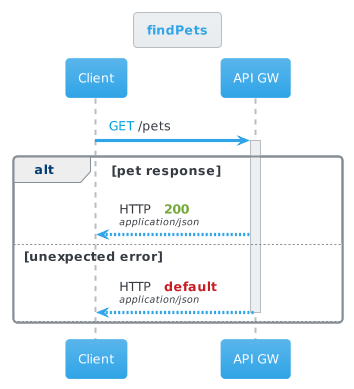 findPets
Client API GW
GET /pets
alt [pet response]
HTTP 200
application/json
[unexpected error]
HTTP default
application/json
Client API GW